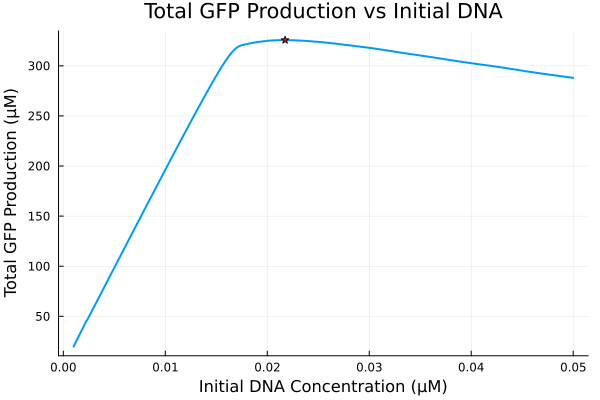 Total GFP Production vs Initial DNA
Total GFP Production (μM)
300
250
200
150
100
50
0.00 0.01 0.02 0.03 0.04 0.05
Initial DNA Concentration (μM)